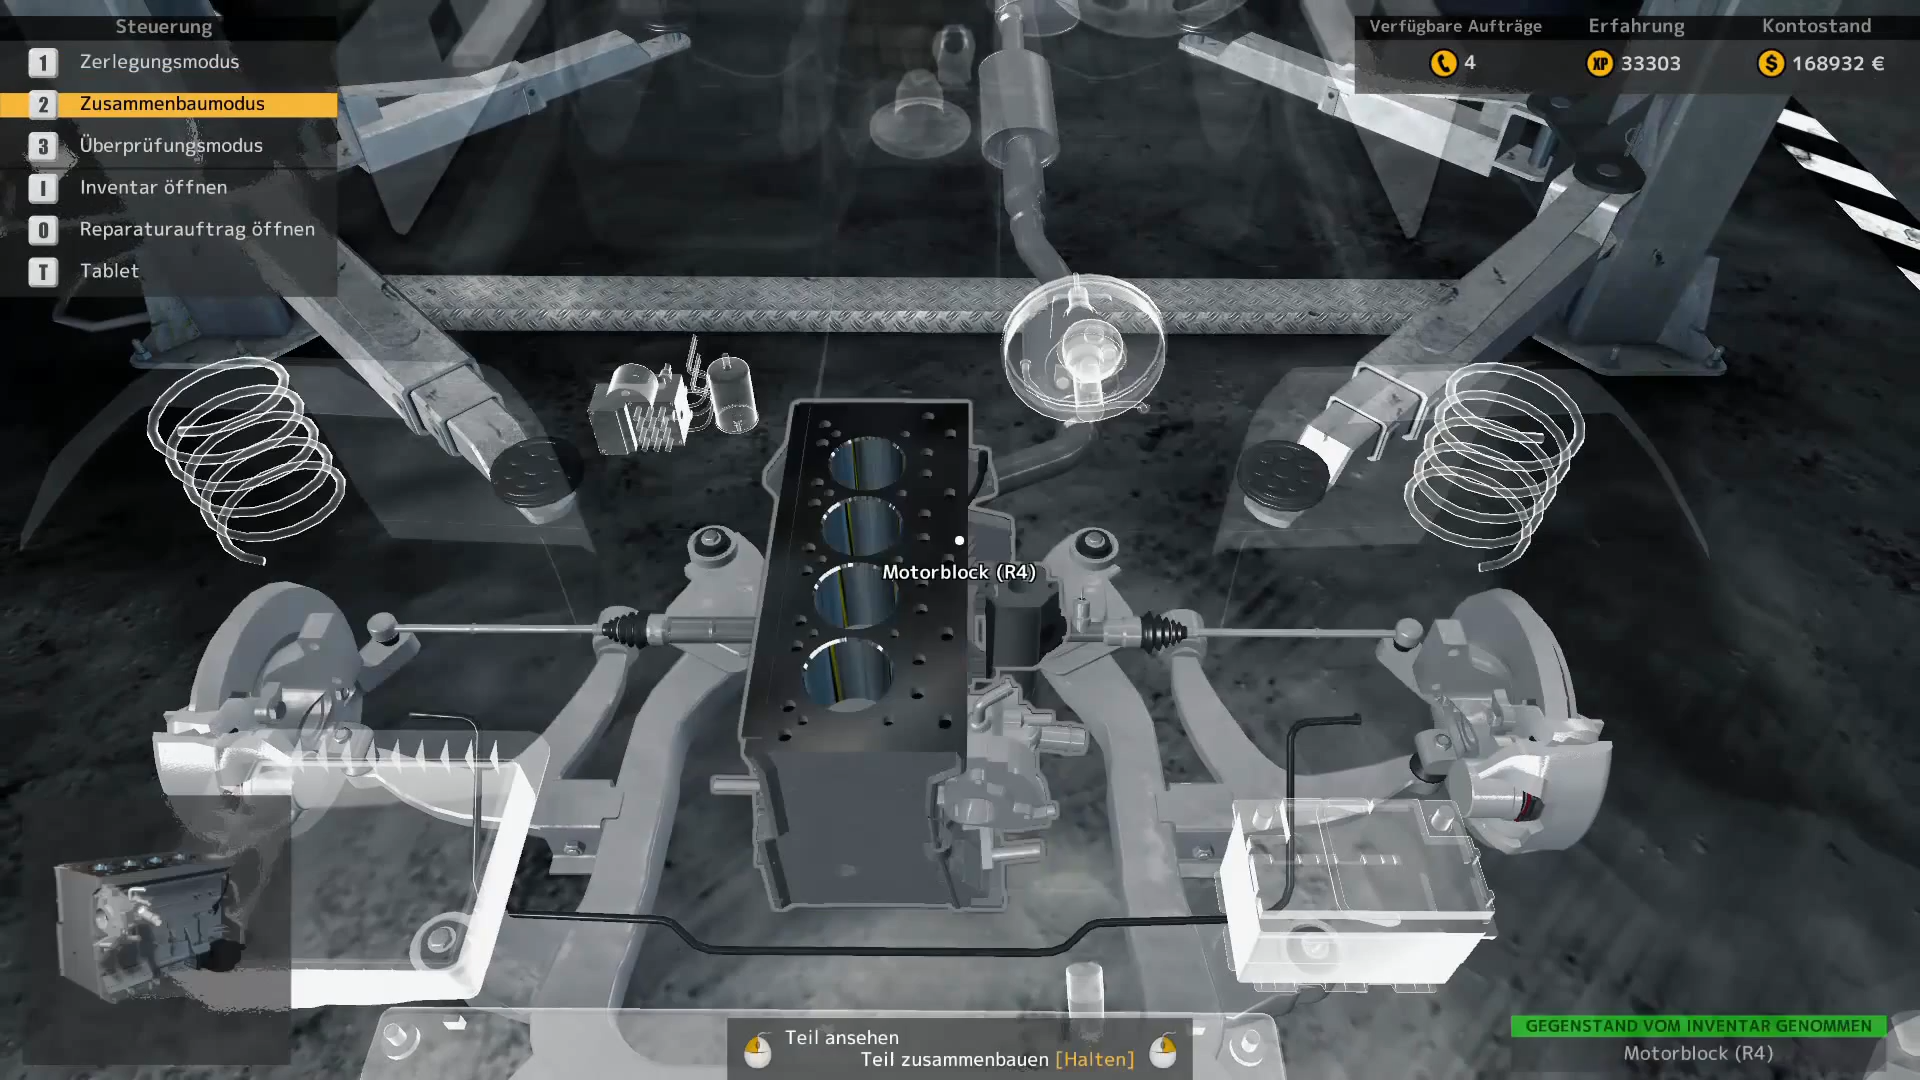 Steuerung
1 Zerlegungsmodus
2 Zusammenbaumodus
3 Überprüfungsmodus
I Inventar öffnen
O Reparaturauftrag öffnen
T Tablet
Verfügbare Aufträge Erfahrung Kontostand
4 XP 33303 $ 168932 €
Motorblock (R4)
Teil ansehen
Teil zusammenbauen [Halten]
GEGENSTAND VOM INVENTAR GENOMMEN
Motorblock (R4)